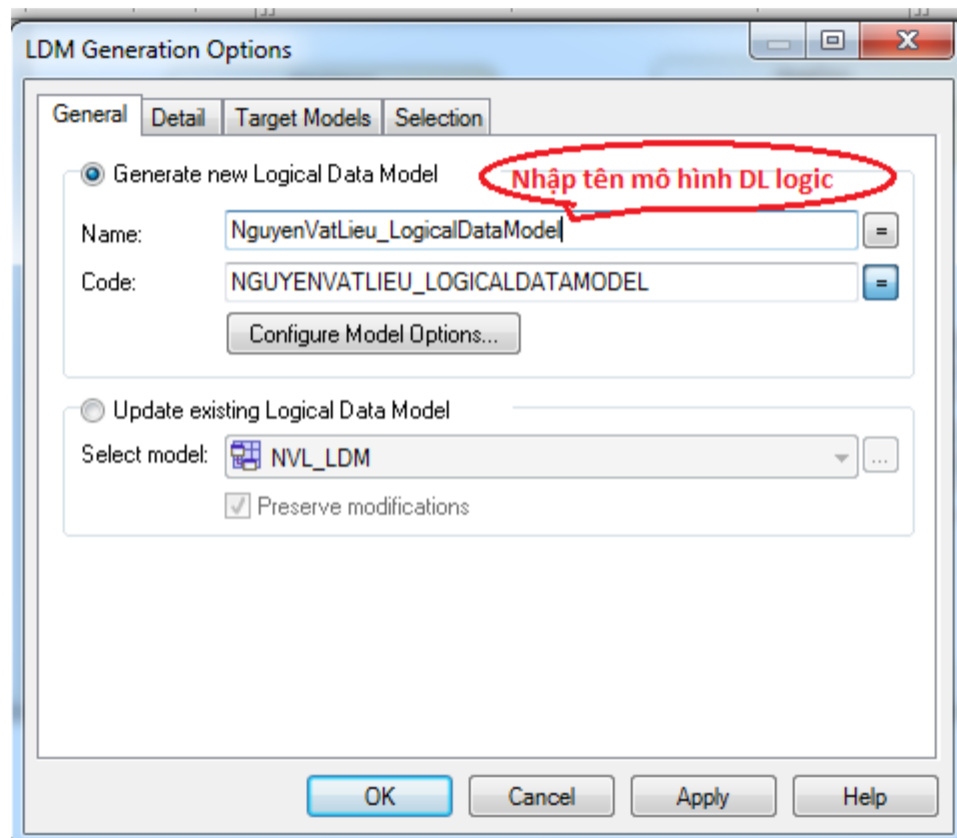 LDM Generation Options
General Detail Target Models Selection
Generate new Logical Data Model
Nhập tên mô hình DL logic
Name: NguyenVatLieu_LogicalDataModel =
Code: NGUYENVATLIEU_LOGICALDATAMODEL =
Configure Model Options...
Update existing Logical Data Model
Select model: NVL_LDM ...
Preserve modifications
OK Cancel Apply Help